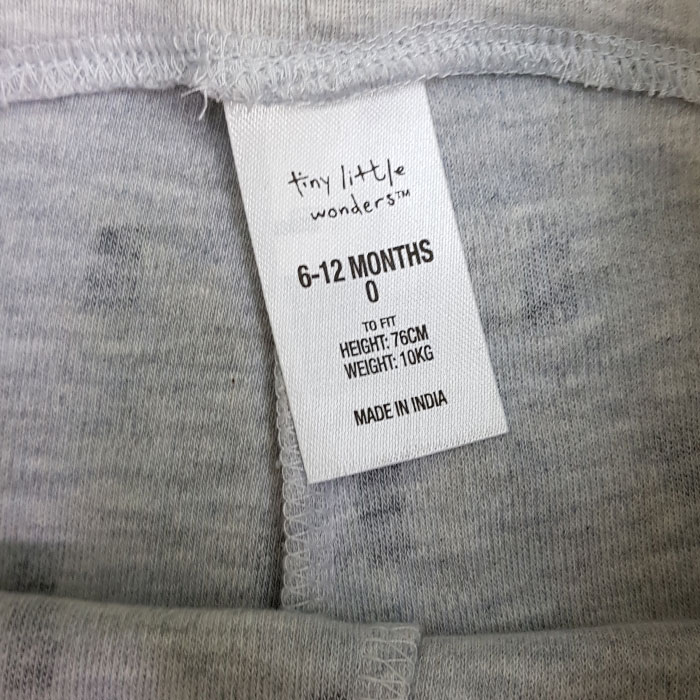 tiny little
wonders™
6-12 MONTHS
0
TO FIT
HEIGHT: 76CM
WEIGHT: 10KG
MADE IN INDIA